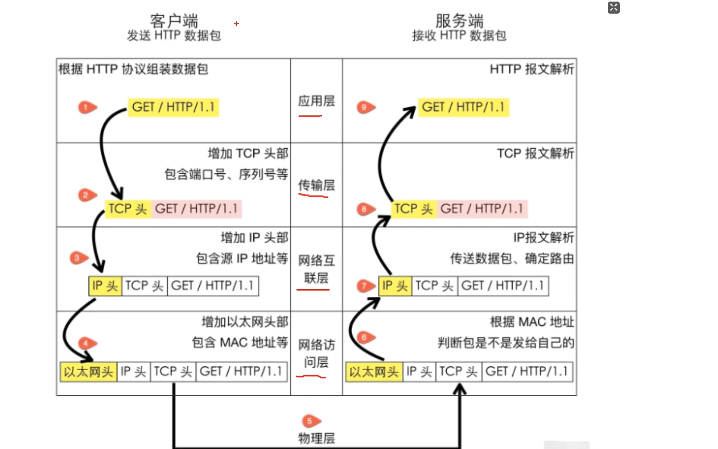 客户端
发送 HTTP 数据包
服务端
接收 HTTP 数据包
根据 HTTP 协议组装数据包
1
GET / HTTP/1.1
应用层
HTTP 报文解析
9
GET / HTTP/1.1
增加 TCP 头部
包含端口号、序列号等
2
TCP 头 GET / HTTP/1.1
传输层
TCP 报文解析
8
TCP 头 GET / HTTP/1.1
增加 IP 头部
包含源 IP 地址等
3
IP 头 TCP 头 GET / HTTP/1.1
网络互
联层
IP报文解析
传送数据包、确定路由
7
IP 头 TCP 头 GET / HTTP/1.1
增加以太网头部
包含 MAC 地址等
4
以太网头 IP 头 TCP 头 GET / HTTP/1.1
网络访
问层
根据 MAC 地址
判断包是不是发给自己的
6
以太网头 IP 头 TCP 头 GET / HTTP/1.1
5
物理层